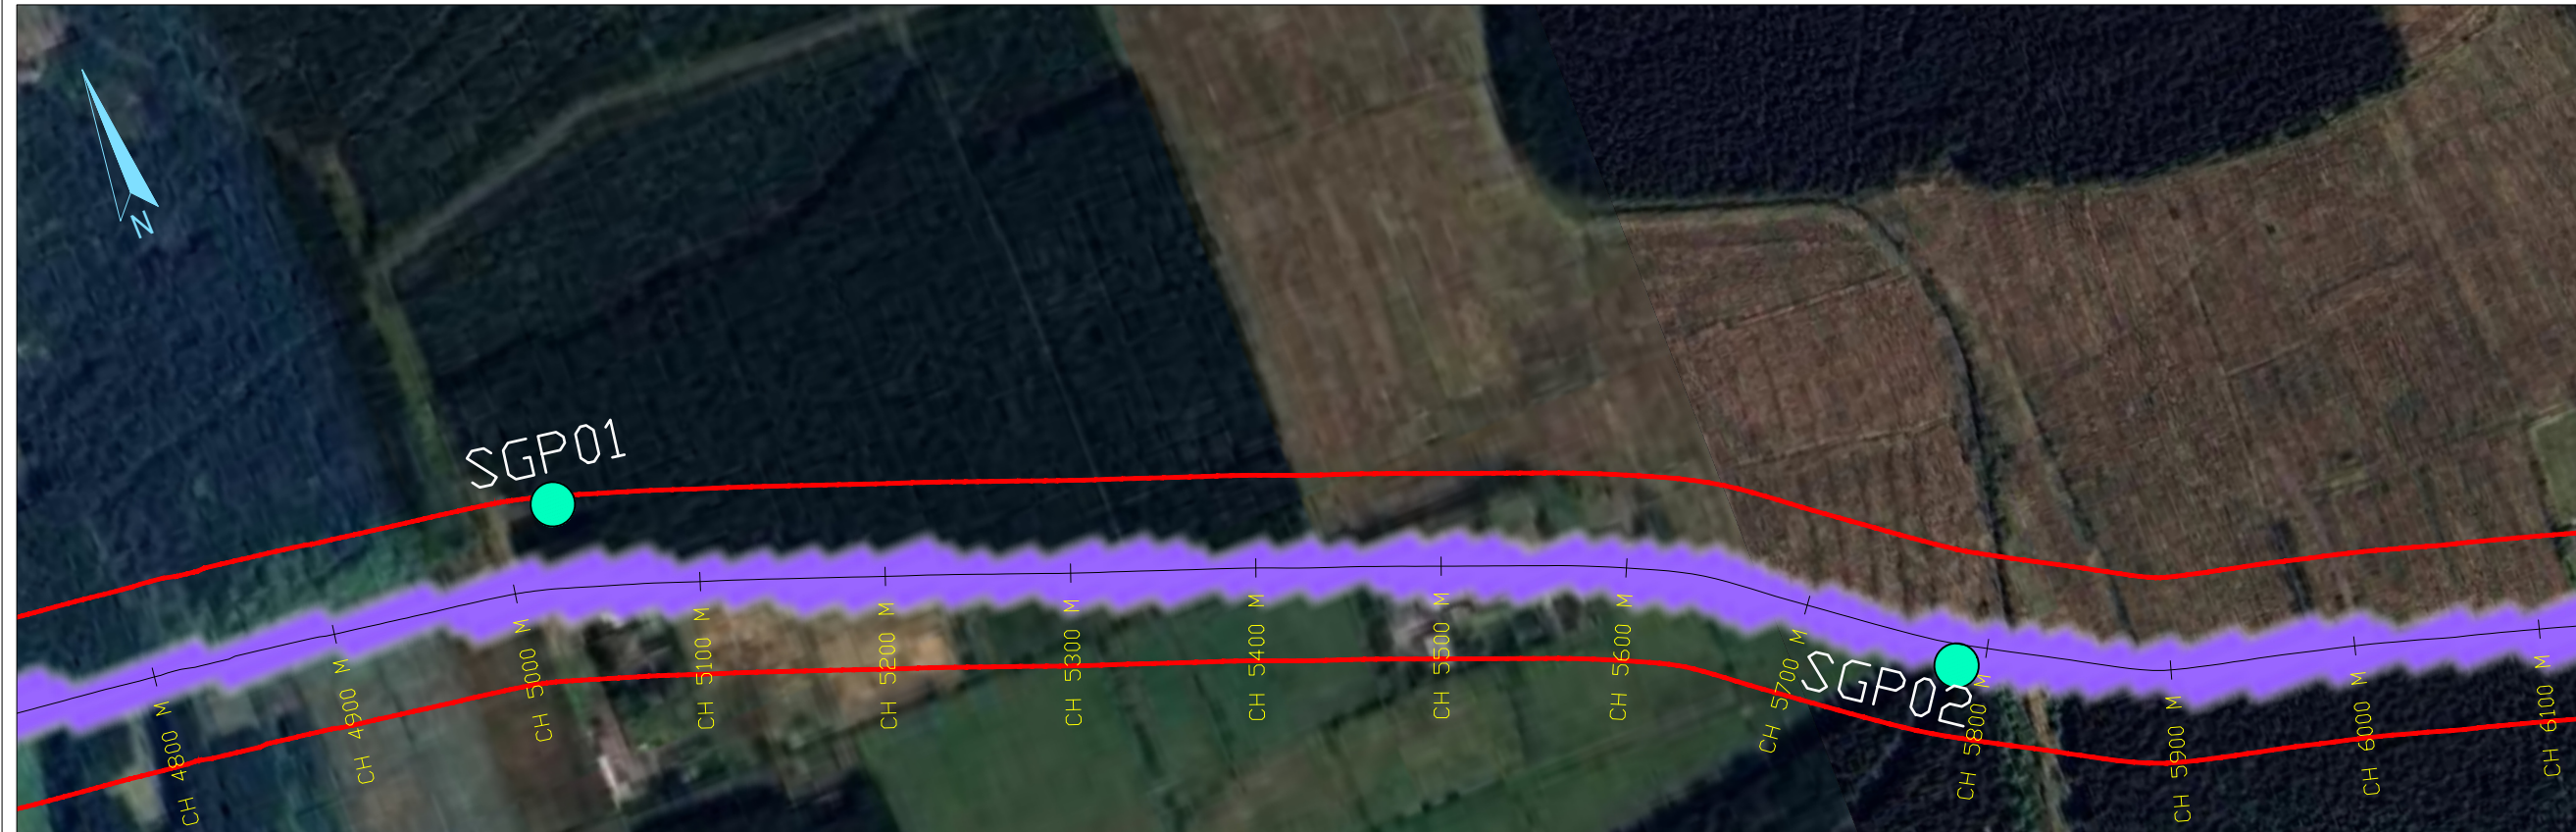 N
SGP01
SGP02
CH 4800 M
CH 4900 M
CH 5000 M
CH 5100 M
CH 5200 M
CH 5300 M
CH 5400 M
CH 5500 M
CH 5600 M
CH 5700 M
CH 5800 M
CH 5900 M
CH 6000 M
CH 6100 M